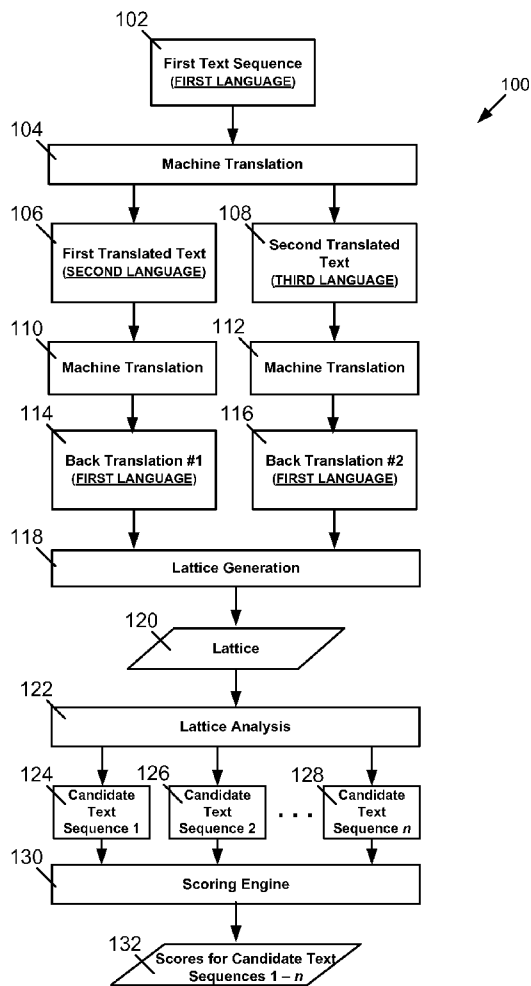 102
First Text Sequence
(FIRST LANGUAGE)
100
104
Machine Translation
106
First Translated Text
(SECOND LANGUAGE)
108
Second Translated
Text
(THIRD LANGUAGE)
110
Machine Translation
112
Machine Translation
114
Back Translation #1
(FIRST LANGUAGE)
116
Back Translation #2
(FIRST LANGUAGE)
118
Lattice Generation
120
Lattice
122
Lattice Analysis
124
Candidate
Text
Sequence 1
126
Candidate
Text
Sequence 2
. . .
128
Candidate
Text
Sequence n
130
Scoring Engine
132
Scores for Candidate Text
Sequences 1 – n